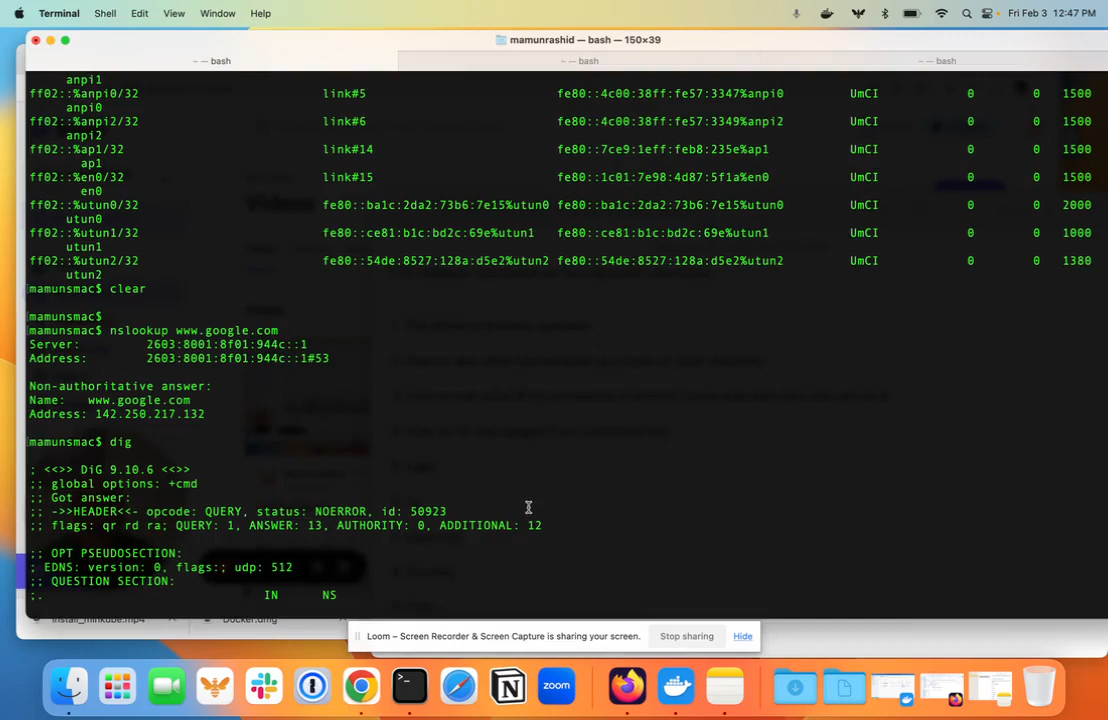 Terminal Shell Edit View Window Help Fri Feb 3 12:47 PM
mamunrashid — bash — 150×39
~ — bash ~ — bash ~ — bash
anpi1
ff02::%anpi0/32 link#5 fe80::4c00:38ff:fe57:3347%anpi0 UmCI 0 0 1500
anpi0
ff02::%anpi2/32 link#6 fe80::4c00:38ff:fe57:3349%anpi2 UmCI 0 0 1500
anpi2
ff02::%ap1/32 link#14 fe80::7ce9:1eff:feb8:235e%ap1 UmCI 0 0 1500
ap1
ff02::%en0/32 link#15 fe80::1c01:7e98:4d87:5f1a%en0 UmCI 0 0 1500
en0
ff02::%utun0/32 fe80::ba1c:2da2:73b6:7e15%utun0 fe80::ba1c:2da2:73b6:7e15%utun0 UmCI 0 0 2000
utun0
ff02::%utun1/32 fe80::ce81:b1c:bd2c:69e%utun1 fe80::ce81:b1c:bd2c:69e%utun1 UmCI 0 0 1000
utun1
ff02::%utun2/32 fe80::54de:8527:128a:d5e2%utun2 fe80::54de:8527:128a:d5e2%utun2 UmCI 0 0 1380
utun2
mamunsmac$ clear
mamunsmac$
mamunsmac$ nslookup www.google.com
Server: 2603:8001:8f01:944c::1
Address: 2603:8001:8f01:944c::1#53
Non-authoritative answer:
Name: www.google.com
Address: 142.250.217.132
mamunsmac$ dig
; <<>> DiG 9.10.6 <<>>
;; global options: +cmd
;; Got answer:
;; ->>HEADER<<- opcode: QUERY, status: NOERROR, id: 50923
;; flags: qr rd ra; QUERY: 1, ANSWER: 13, AUTHORITY: 0, ADDITIONAL: 12
;; OPT PSEUDOSECTION:
; EDNS: version: 0, flags:; udp: 512
;; QUESTION SECTION:
;. IN NS
install_minikube.mp4 Docker.dmg
Loom – Screen Recorder & Screen Capture is sharing your screen. Stop sharing Hide
zoom